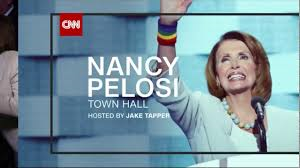 CNN
NANCY
PELOSI
TOWN HALL
HOSTED BY JAKE TAPPER